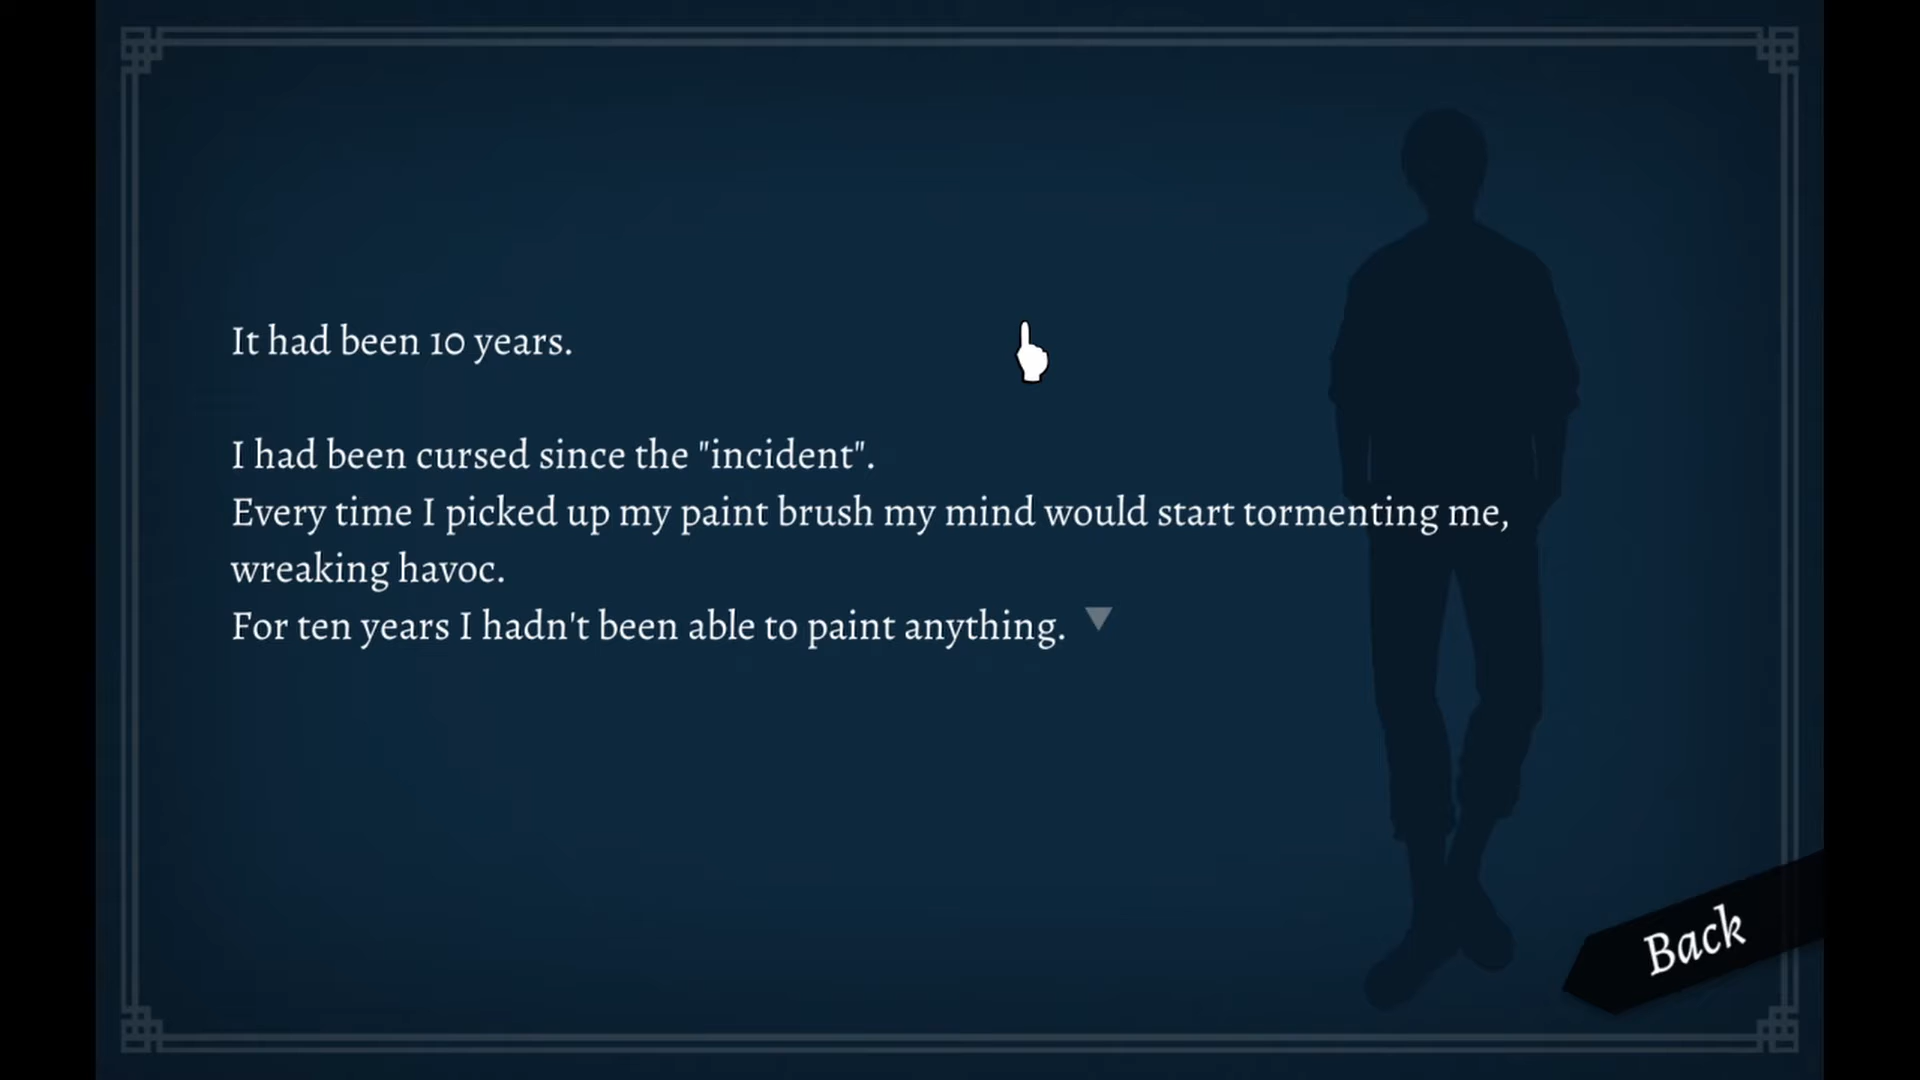 It had been 10 years.
I had been cursed since the "incident".
Every time I picked up my paint brush my mind would start tormenting me,
wreaking havoc.
For ten years I hadn't been able to paint anything.
Back